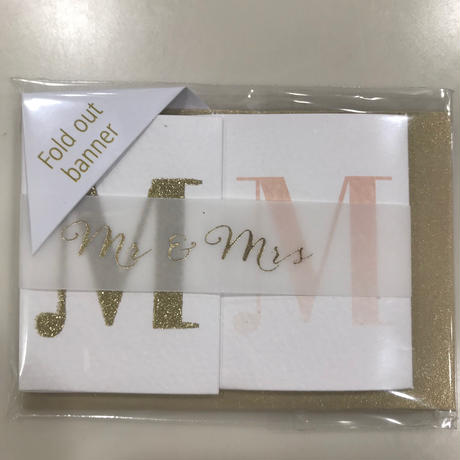 Fold out
banner
M M
Mr & Mrs